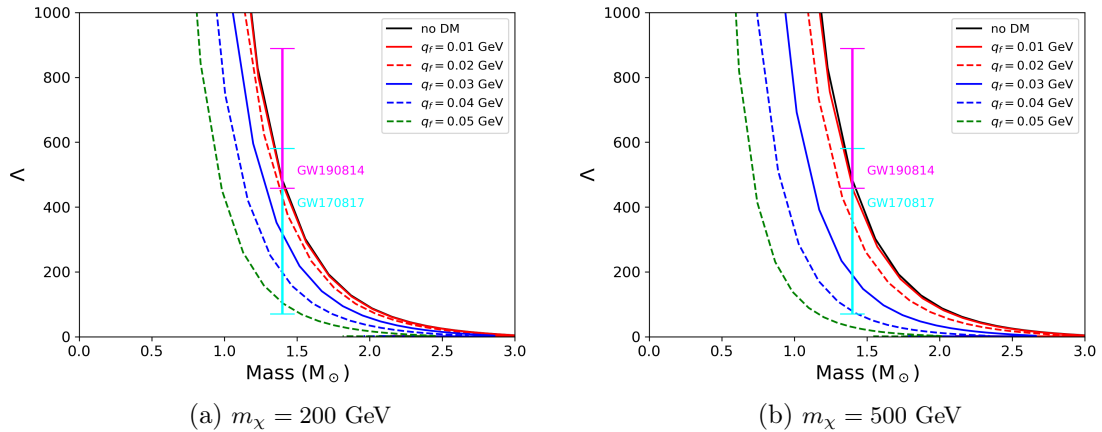 Λ
1000
800
600
400
200
0
0.0 0.5 1.0 1.5 2.0 2.5 3.0
Mass (M⊙)
no DM
q_f = 0.01 GeV
q_f = 0.02 GeV
q_f = 0.03 GeV
q_f = 0.04 GeV
q_f = 0.05 GeV
GW190814
GW170817
(a) m_χ = 200 GeV
Λ
1000
800
600
400
200
0
0.0 0.5 1.0 1.5 2.0 2.5 3.0
Mass (M⊙)
no DM
q_f = 0.01 GeV
q_f = 0.02 GeV
q_f = 0.03 GeV
q_f = 0.04 GeV
q_f = 0.05 GeV
GW190814
GW170817
(b) m_χ = 500 GeV